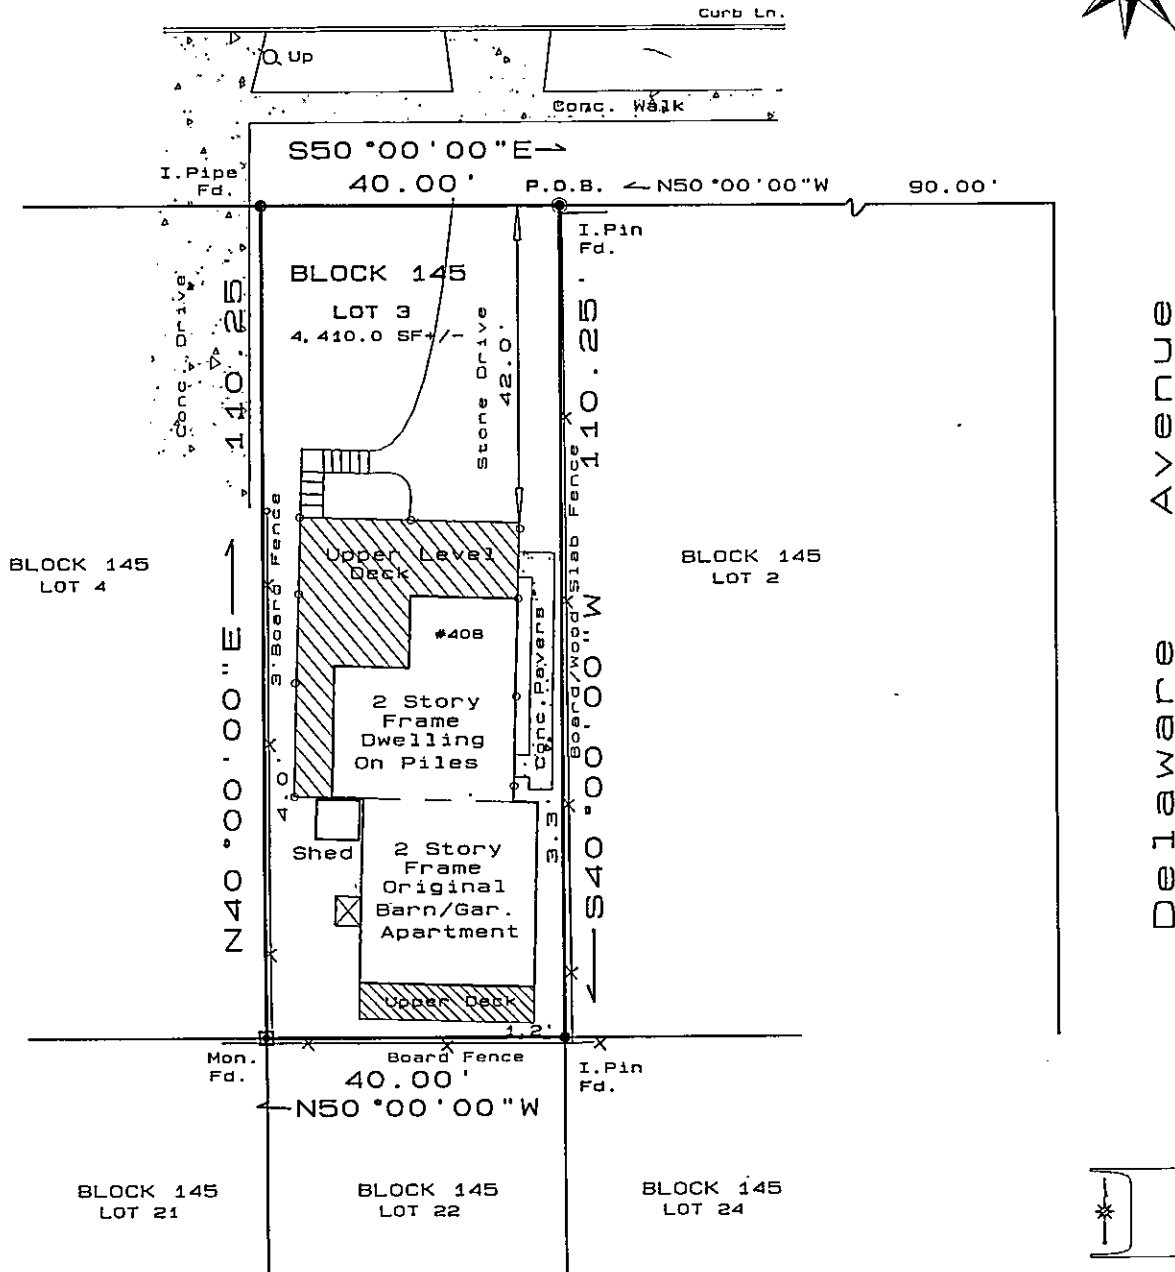 Curb Ln.
Up
Conc. Walk
S50°00'00"E
I.Pipe
Fd.
40.00'
P.O.B.
N50°00'00"W
90.00'
I.Pin
Fd.
BLOCK 145
LOT 3
4,410.0 SF+/-
Conc. Drive
110.25'
Stone Drive
42.0'
110.25'
Avenue
3'Board Fence
Board/Wood Slab Fence
Upper Level
Deck
BLOCK 145
LOT 4
BLOCK 145
LOT 2
#408
Conc.Pavers
2 Story
Frame
Dwelling
On Piles
N40°00'00"E
S40°00'00"W
Delaware
4.0'
3.3'
Shed
2 Story
Frame
Original
Barn/Gar.
Apartment
Upper Deck
1.2'
Mon.
Fd.
Board Fence
I.Pin
Fd.
40.00'
N50°00'00"W
BLOCK 145
LOT 21
BLOCK 145
LOT 22
BLOCK 145
LOT 24